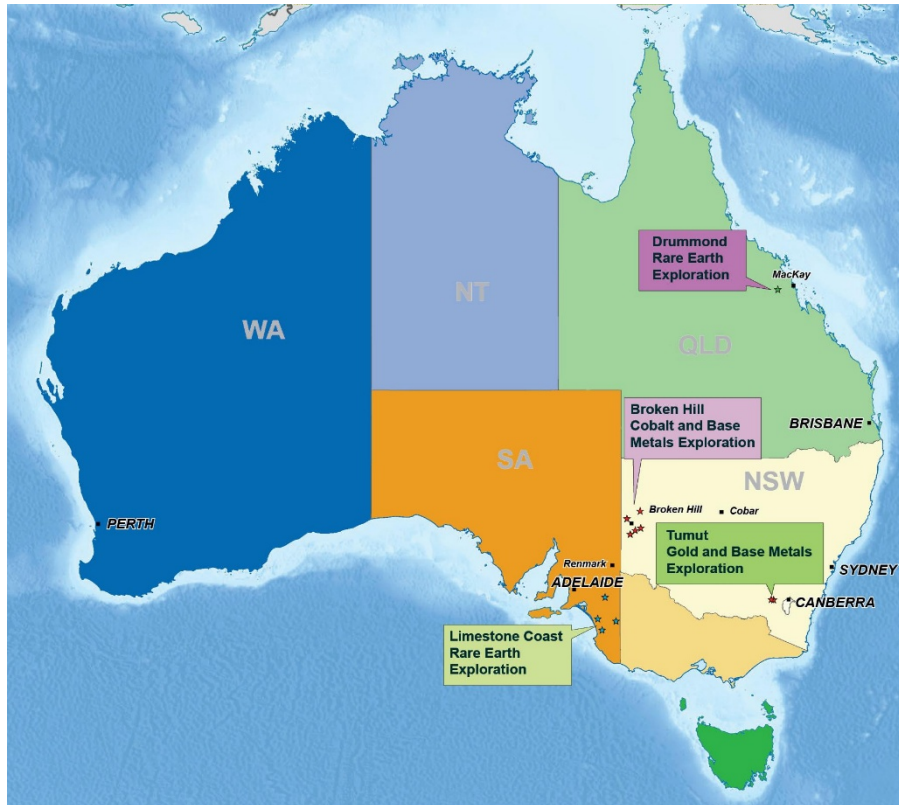 Drummond
Rare Earth
Exploration
MacKay
NT
WA
QLD
Broken Hill
Cobalt and Base
Metals Exploration
BRISBANE
SA
NSW
Broken Hill
Cobar
PERTH
Tumut
Gold and Base Metals
Exploration
Renmark
SYDNEY
ADELAIDE
CANBERRA
Limestone Coast
Rare Earth
Exploration